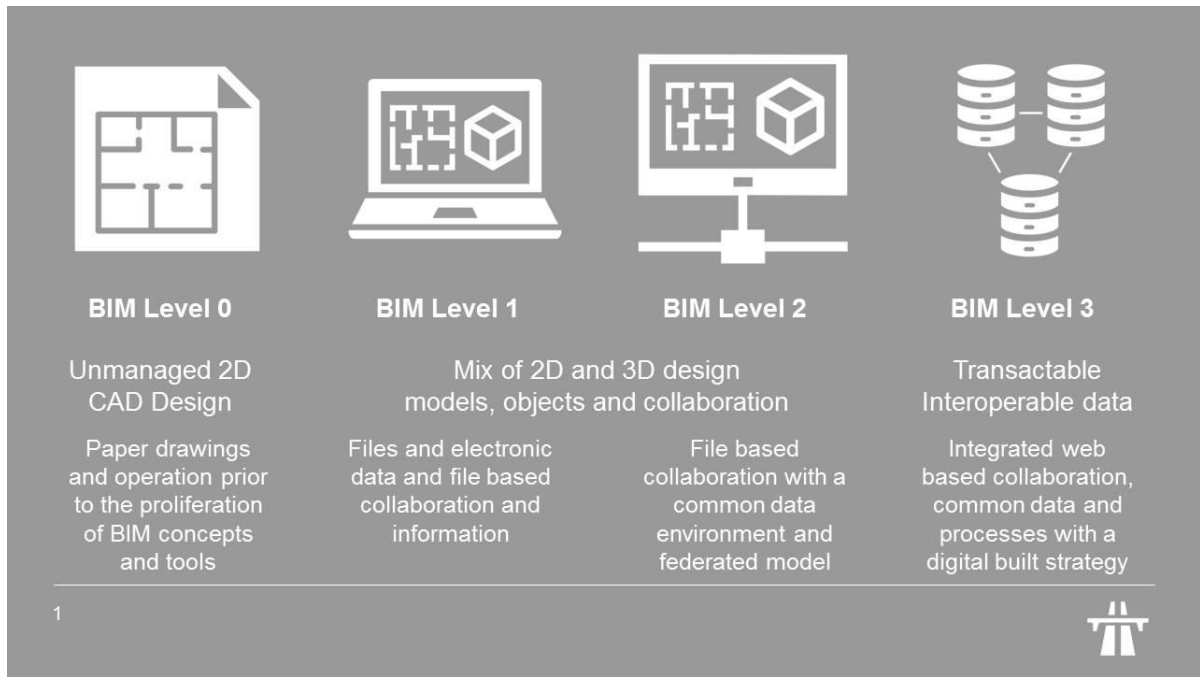 BIM Level 0
Unmanaged 2D
CAD Design
Paper drawings
and operation prior
to the proliferation
of BIM concepts
and tools
BIM Level 1
BIM Level 2
Mix of 2D and 3D design
models, objects and collaboration
Files and electronic
data and file based
collaboration and
information
File based
collaboration with a
common data
environment and
federated model
BIM Level 3
Transactable
Interoperable data
Integrated web
based collaboration,
common data and
processes with a
digital built strategy
1